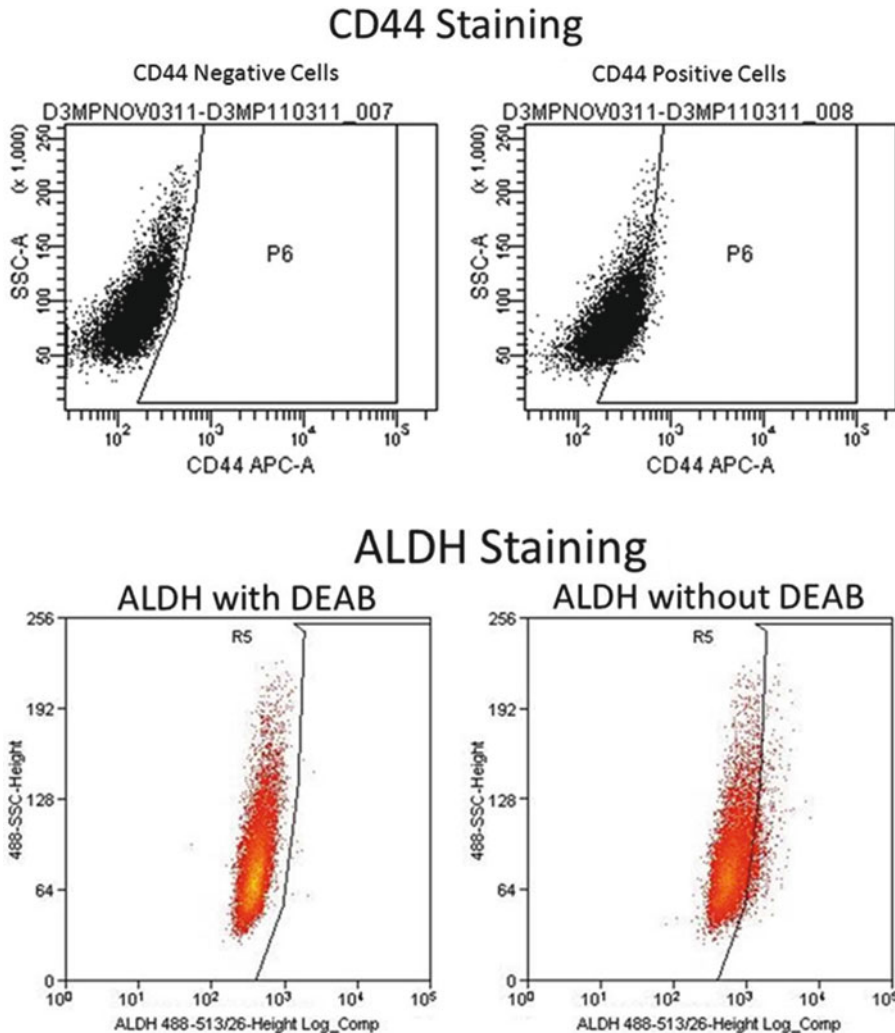 CD44 Staining
CD44 Negative Cells
CD44 Positive Cells
D3MPNOV0311-D3MP110311_007
D3MPNOV0311-D3MP110311_008
(x 1,000)
250
200
150
100
50
SSC-A
P6
10² 10³ 10⁴ 10⁵
CD44 APC-A
(x 1,000)
250
200
150
100
50
SSC-A
P6
10² 10³ 10⁴ 10⁵
CD44 APC-A
ALDH Staining
ALDH with DEAB
ALDH without DEAB
256
192
128
64
0
488-SSC-Height
R5
10⁰ 10¹ 10² 10³ 10⁴ 10⁵
ALDH 488-513/26-Height Log_Comp
256
192
128
64
0
488-SSC-Height
R5
10⁰ 10¹ 10² 10³ 10⁴ 10⁵
ALDH 488-513/26-Height Log_Comp